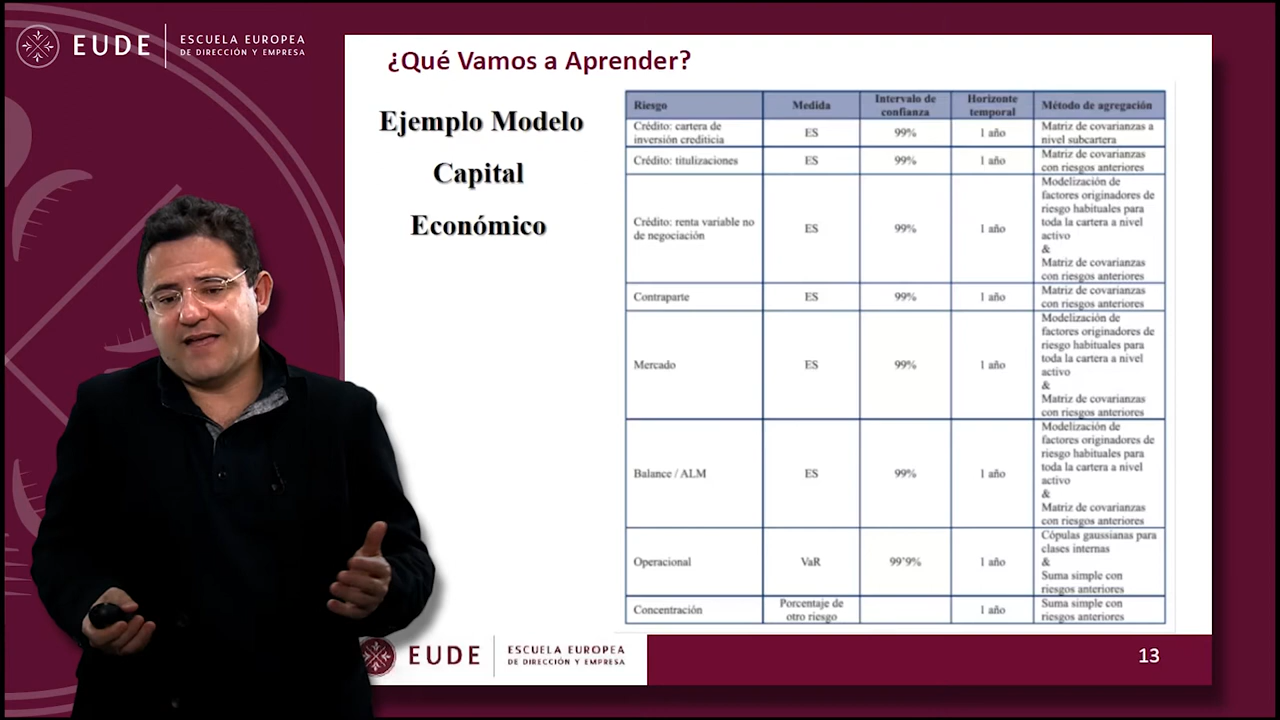 EUDE
ESCUELA EUROPEA
DE DIRECCIÓN Y EMPRESA
¿Qué Vamos a Aprender?
Ejemplo Modelo
Capital
Económico
Riesgo
Medida
Intervalo de
confianza
Horizonte
temporal
Método de agregación
Crédito: cartera de
inversión crediticia
ES
99%
1 año
Matriz de covarianzas a
nivel subcartera
Crédito: titulizaciones
ES
99%
1 año
Matriz de covarianzas
con riesgos anteriores
Crédito: renta variable no
de negociación
ES
99%
1 año
Modelización de
factores originadores de
riesgo habituales para
toda la cartera a nivel
activo
&
Matriz de covarianzas
con riesgos anteriores
Contraparte
ES
99%
1 año
Matriz de covarianzas
con riesgos anteriores
Mercado
ES
99%
1 año
Modelización de
factores originadores de
riesgo habituales para
toda la cartera a nivel
activo
&
Matriz de covarianzas
con riesgos anteriores
Balance / ALM
ES
99%
1 año
Modelización de
factores originadores de
riesgo habituales para
toda la cartera a nivel
activo
&
Matriz de covarianzas
con riesgos anteriores
Operacional
VaR
99'9%
1 año
Cópulas gaussianas para
clases internas
&
Suma simple con
riesgos anteriores
Concentración
Porcentaje de
otro riesgo
1 año
Suma simple con
riesgos anteriores
EUDE
ESCUELA EUROPEA
DE DIRECCIÓN Y EMPRESA
13